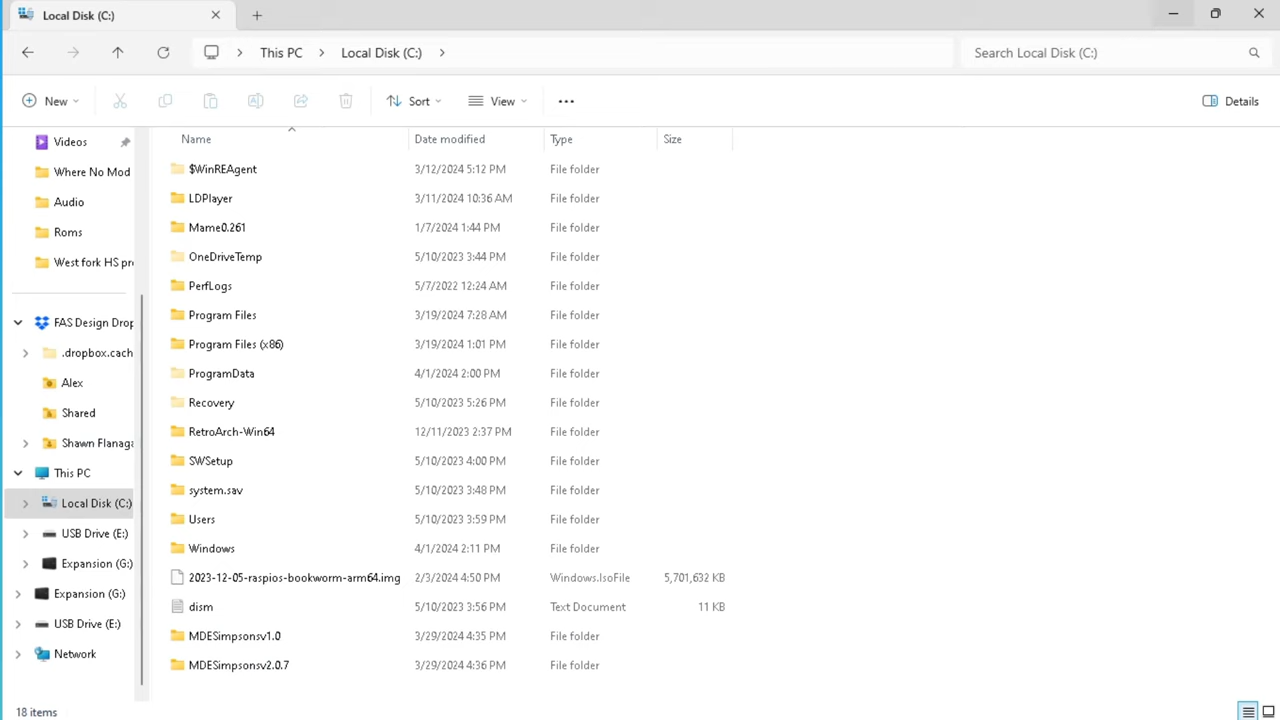 Local Disk (C:)
This PC > Local Disk (C:) >
Search Local Disk (C:)
New
Sort
View
Details
Name Date modified Type Size
Videos
Where No Mod
Audio
Roms
West fork HS pr
FAS Design Drop
.dropbox.cach
Alex
Shared
Shawn Flanaga
This PC
Local Disk (C:)
USB Drive (E:)
Expansion (G:)
Expansion (G:)
USB Drive (E:)
Network
$WinREAgent 3/12/2024 5:12 PM File folder
LDPlayer 3/11/2024 10:36 AM File folder
Mame0.261 1/7/2024 1:44 PM File folder
OneDriveTemp 5/10/2023 3:44 PM File folder
PerfLogs 5/7/2022 12:24 AM File folder
Program Files 3/19/2024 7:28 AM File folder
Program Files (x86) 3/19/2024 1:01 PM File folder
ProgramData 4/1/2024 2:00 PM File folder
Recovery 5/10/2023 5:26 PM File folder
RetroArch-Win64 12/11/2023 2:37 PM File folder
SWSetup 5/10/2023 4:00 PM File folder
system.sav 5/10/2023 3:48 PM File folder
Users 5/10/2023 3:59 PM File folder
Windows 4/1/2024 2:11 PM File folder
2023-12-05-raspios-bookworm-arm64.img 2/3/2024 4:50 PM Windows.IsoFile 5,701,632 KB
dism 5/10/2023 3:56 PM Text Document 11 KB
MDESimpsonsv1.0 3/29/2024 4:35 PM File folder
MDESimpsonsv2.0.7 3/29/2024 4:36 PM File folder
18 items